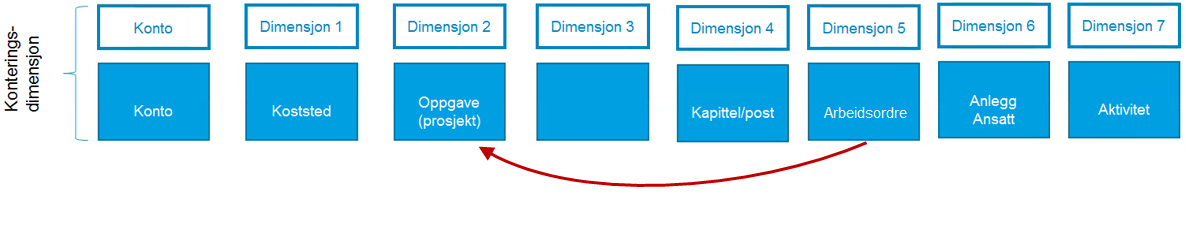 Konterings-
dimensjon
Konto
Dimensjon 1
Dimensjon 2
Dimensjon 3
Dimensjon 4
Dimensjon 5
Dimensjon 6
Dimensjon 7
Konto
Koststed
Oppgave
(prosjekt)
Kapittel/post
Arbeidsordre
Anlegg
Ansatt
Aktivitet